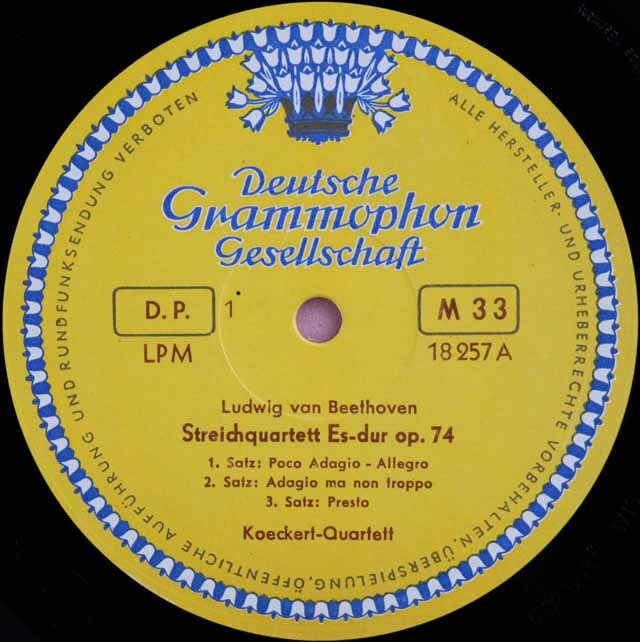 Deutsche
Grammophon
Gesellschaft
D. P.
1
M 33
LPM
18 257 A
Ludwig van Beethoven
Streichquartett Es-dur op. 74
1. Satz: Poco Adagio - Allegro
2. Satz: Adagio ma non troppo
3. Satz: Presto
Koeckert-Quartett
ALLE HERSTELLER- UND URHEBERRECHTE VORBEHALTEN, ÜBERSPIELUNG, ÖFFENTLICHE AUFFÜHRUNG UND RUNDFUNKSENDUNG VERBOTEN